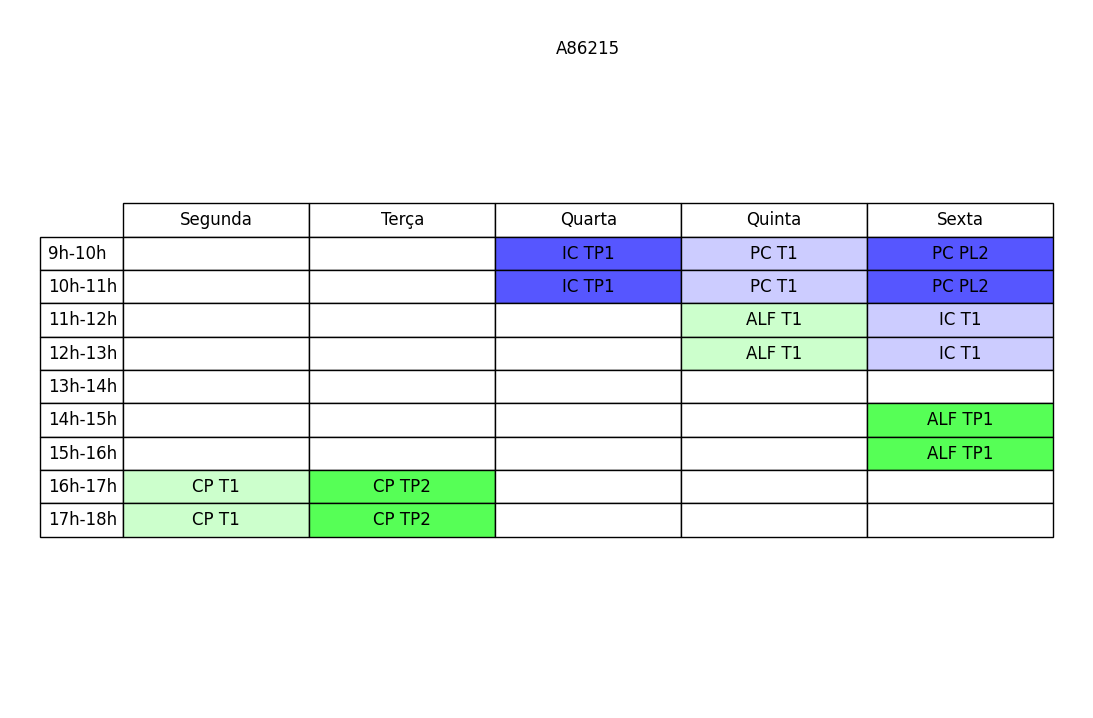 A86215
Segunda Terça Quarta Quinta Sexta
9h-10h IC TP1 PC T1 PC PL2
10h-11h IC TP1 PC T1 PC PL2
11h-12h ALF T1 IC T1
12h-13h ALF T1 IC T1
13h-14h
14h-15h ALF TP1
15h-16h ALF TP1
16h-17h CP T1 CP TP2
17h-18h CP T1 CP TP2